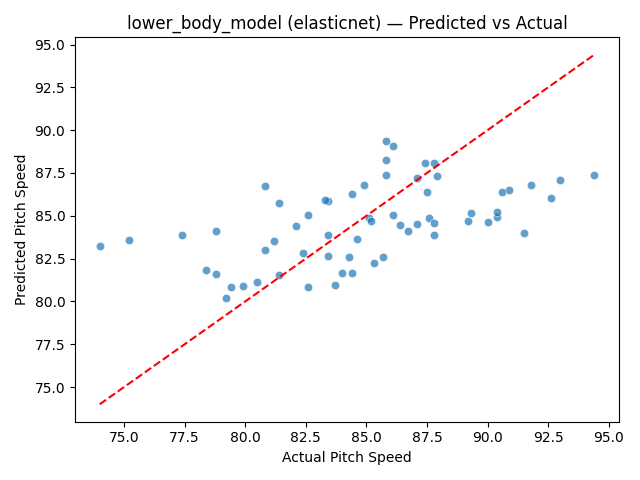 lower_body_model (elasticnet) — Predicted vs Actual
95.0
92.5
90.0
87.5
85.0
82.5
80.0
77.5
75.0
Predicted Pitch Speed
75.0 77.5 80.0 82.5 85.0 87.5 90.0 92.5 95.0
Actual Pitch Speed